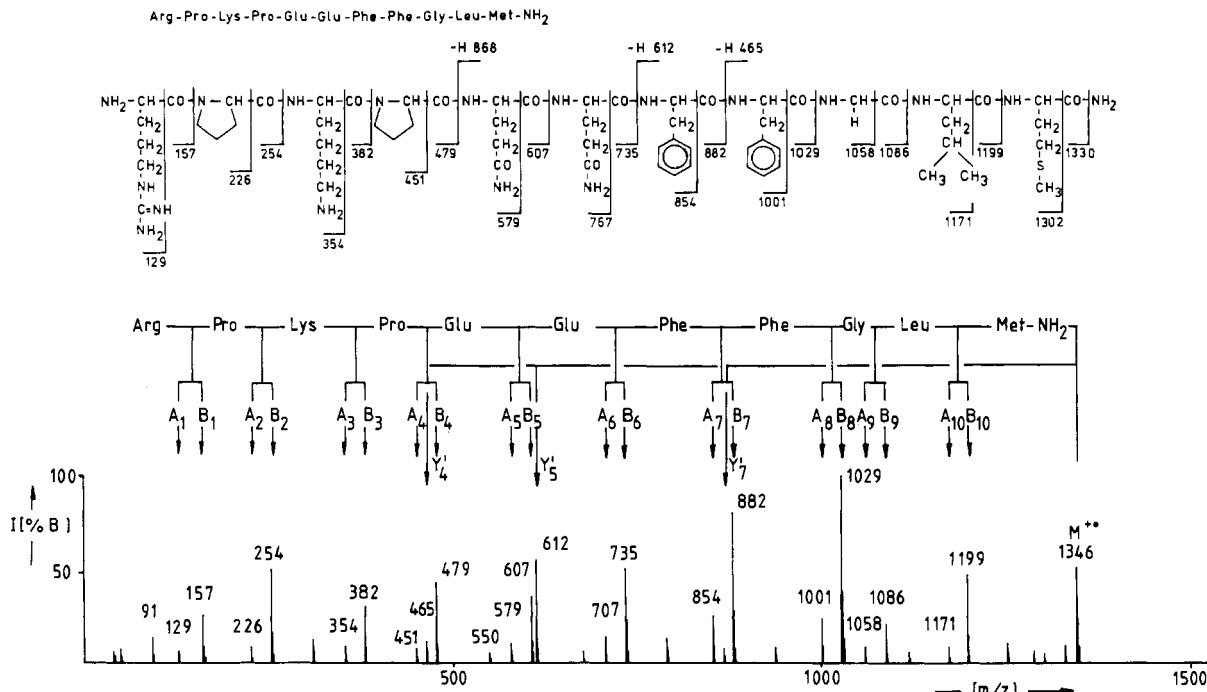 Arg-Pro-Lys-Pro-Glu-Glu-Phe-Phe-Gly-Leu-Met-NH2
-H 868 -H 612 -H 465
NH2-CH-CO-N-CH-CO-NH-CH-CO-N-CH-CO-NH-CH-CO-NH-CH-CO-NH-CH-CO-NH-CH-CO-NH-CH-CO-NH-CH-CO-NH-CH-CO-NH2
CH2 CH2 CH2 CH2 CH2 CH2 H CH2 CH2
CH2 157 254 CH2 382 479 CH2 607 CH2 735 882 1029 1058 1086 CH 1199 CH2 1330
CH2 226 CH2 451 CO CO CH3 CH3 S
NH CH2 NH2 NH2 854 1001 CH3
C=NH NH2 579 767 1171 1302
NH2 354
129
Arg Pro Lys Pro Glu Glu Phe Phe Gly Leu Met-NH2
A1 B1 A2 B2 A3 B3 A4 B4 A5 B5 A6 B6 A7 B7 A8 B8 A9 B9 A10 B10
Y'4 Y'5 Y'7
I[%B]
100
50
91
129
157
226
254
354
382
451
465
479
550
579
607
612
707
735
854
882
1001
1029
1058
1086
1171
1199
M+•
1346
500 1000 [m/z] 1500